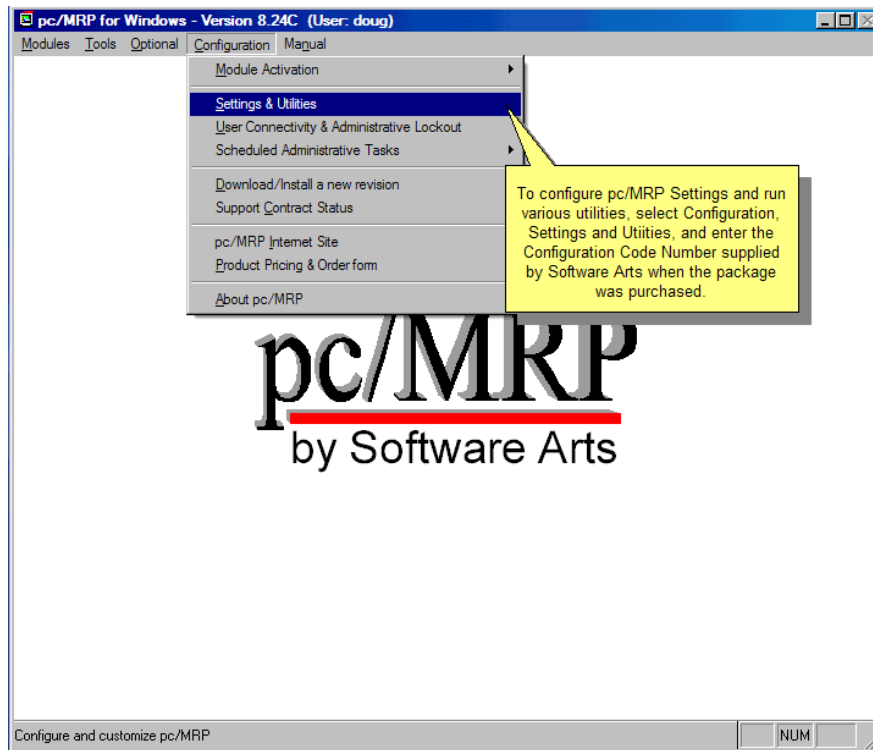 pc/MRP for Windows - Version 8.24C (User: doug)
Modules Tools Optional Configuration Manual
Module Activation
Settings & Utilities
User Connectivity & Administrative Lockout
Scheduled Administrative Tasks
Download/Install a new revision
Support Contract Status
pc/MRP Internet Site
Product Pricing & Order form
About pc/MRP
To configure pc/MRP Settings and run
various utilities, select Configuration,
Settings and Utiities, and enter the
Configuration Code Number supplied
by Software Arts when the package
was purchased.
pc/MRP
by Software Arts
Configure and customize pc/MRP
NUM